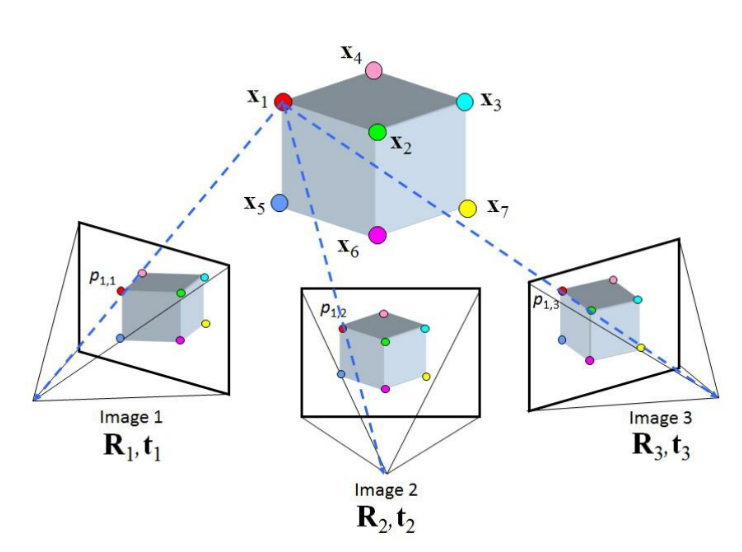 x₄
x₁
x₃
x₂
x₅
x₇
x₆
p₁,₁
p₁,₂
p₁,₃
Image 1
R₁, t₁
Image 2
R₂, t₂
Image 3
R₃, t₃